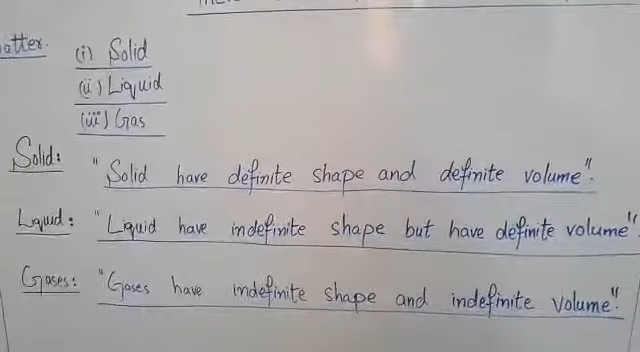 matter. (i) Solid
(ii) Liquid
(iii) Gas
Solid: "Solid have definite shape and definite volume".
Liquid: "Liquid have indefinite shape but have definite volume"
Gases: "Gases have indefinite shape and indefinite volume".